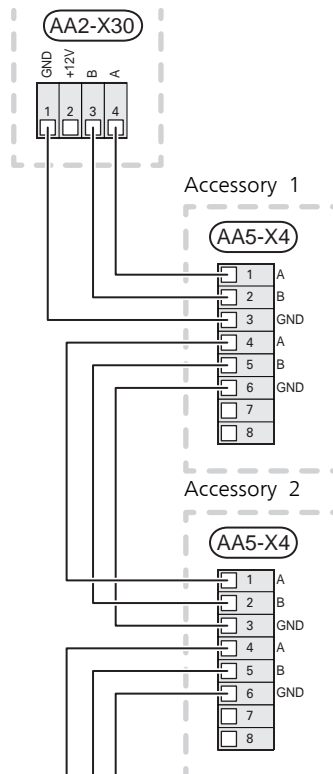 AA2-X30
GND +12V B A
1 2 3 4
Accessory 1
AA5-X4
1 A
2 B
3 GND
4 A
5 B
6 GND
7
8
Accessory 2
AA5-X4
1 A
2 B
3 GND
4 A
5 B
6 GND
7
8